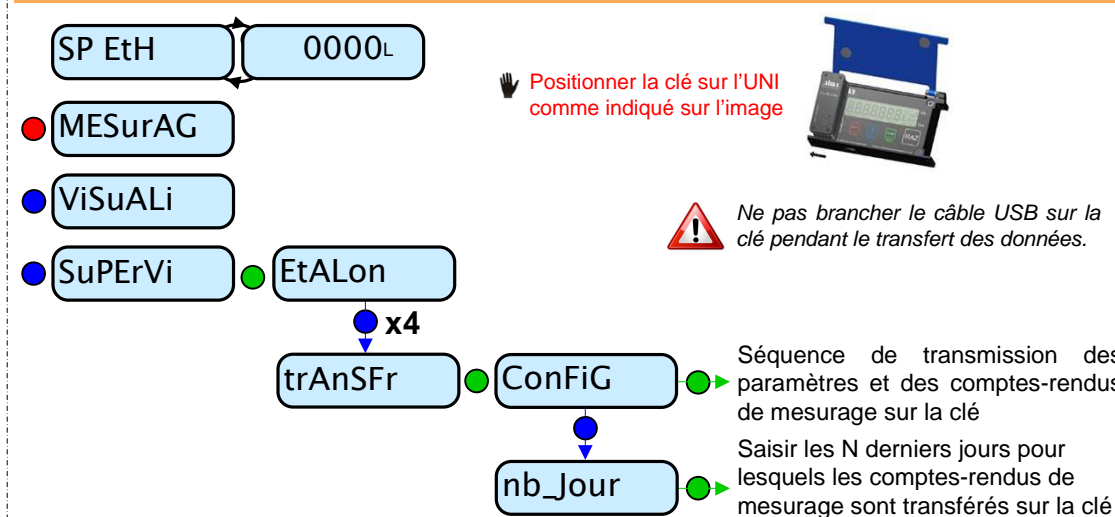 SP EtH
0000L
Positionner la clé sur l’UNI
comme indiqué sur l’image
MESurAG
ViSuALi
Ne pas brancher le câble USB sur la
clé pendant le transfert des données.
SuPErVi
EtALon
x4
trAnSFr
ConFiG
Séquence de transmission des
paramètres et des comptes-rendus
de mesurage sur la clé
nb_Jour
Saisir les N derniers jours pour
lesquels les comptes-rendus de
mesurage sont transférés sur la clé
RAZ